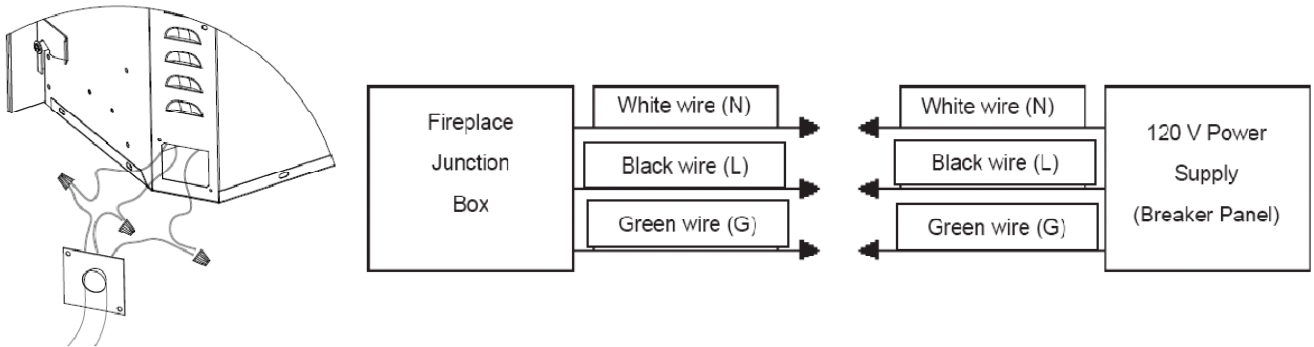 Fireplace
Junction
Box
White wire (N)
Black wire (L)
Green wire (G)
White wire (N)
Black wire (L)
Green wire (G)
120 V Power
Supply
(Breaker Panel)